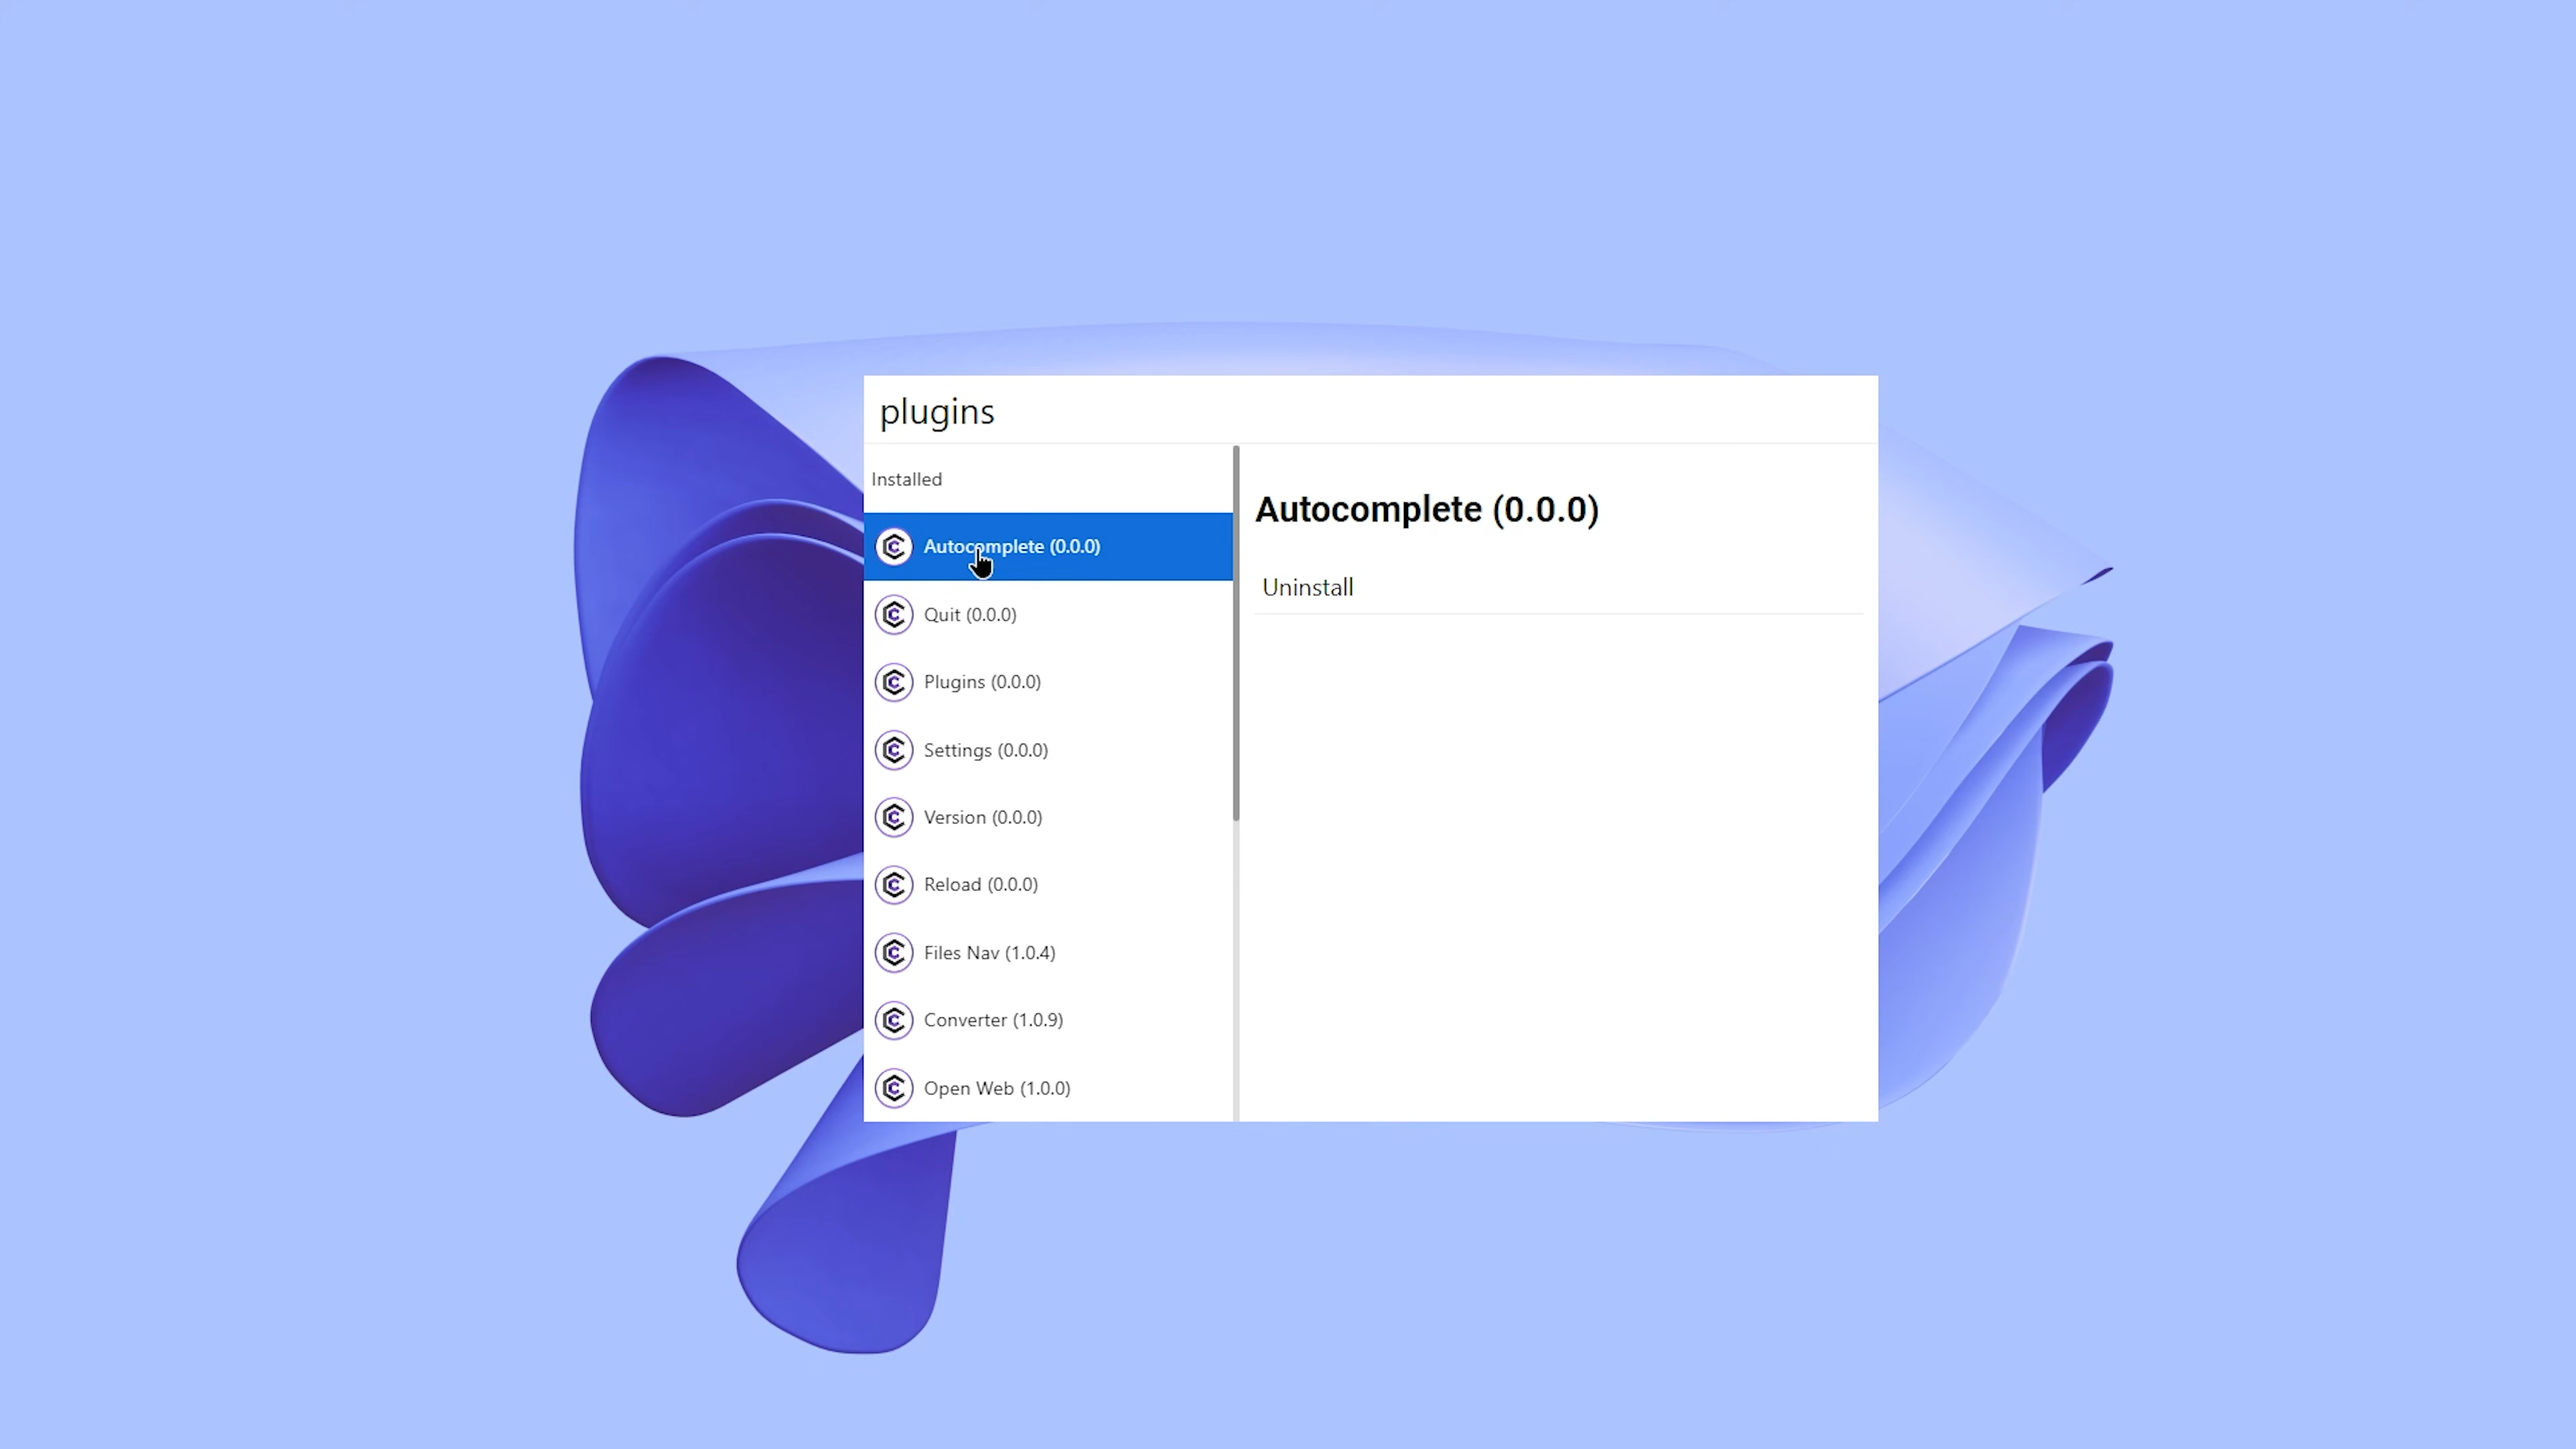 plugins
Installed
Autocomplete (0.0.0)
Quit (0.0.0)
Plugins (0.0.0)
Settings (0.0.0)
Version (0.0.0)
Reload (0.0.0)
Files Nav (1.0.4)
Converter (1.0.9)
Open Web (1.0.0)
Autocomplete (0.0.0)
Uninstall